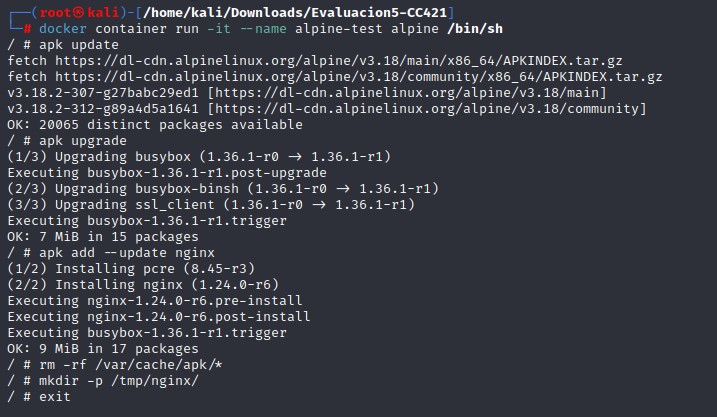 ┌──(root㉿kali)-[/home/kali/Downloads/Evaluacion5-CC421]
└─# docker container run -it --name alpine-test alpine /bin/sh
/ # apk update
fetch https://dl-cdn.alpinelinux.org/alpine/v3.18/main/x86_64/APKINDEX.tar.gz
fetch https://dl-cdn.alpinelinux.org/alpine/v3.18/community/x86_64/APKINDEX.tar.gz
v3.18.2-307-g27babc29ed1 [https://dl-cdn.alpinelinux.org/alpine/v3.18/main]
v3.18.2-312-g89a4d5a1641 [https://dl-cdn.alpinelinux.org/alpine/v3.18/community]
OK: 20065 distinct packages available
/ # apk upgrade
(1/3) Upgrading busybox (1.36.1-r0 → 1.36.1-r1)
Executing busybox-1.36.1-r1.post-upgrade
(2/3) Upgrading busybox-binsh (1.36.1-r0 → 1.36.1-r1)
(3/3) Upgrading ssl_client (1.36.1-r0 → 1.36.1-r1)
Executing busybox-1.36.1-r1.trigger
OK: 7 MiB in 15 packages
/ # apk add --update nginx
(1/2) Installing pcre (8.45-r3)
(2/2) Installing nginx (1.24.0-r6)
Executing nginx-1.24.0-r6.pre-install
Executing nginx-1.24.0-r6.post-install
Executing busybox-1.36.1-r1.trigger
OK: 9 MiB in 17 packages
/ # rm -rf /var/cache/apk/*
/ # mkdir -p /tmp/nginx/
/ # exit